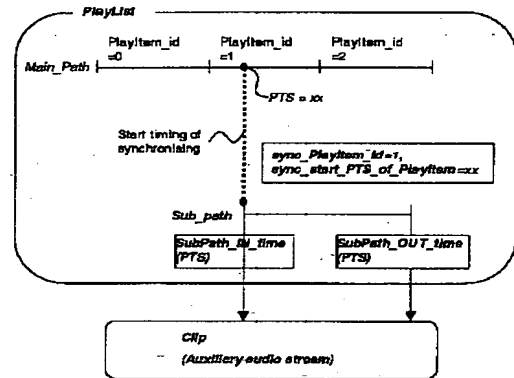 PlayList
PlayItem_id
=0
PlayItem_id
=1
PlayItem_id
=2
Main_Path
PTS = xx
Start timing of
synchronising
sync_PlayItem_id=1,
sync_start_PTS_of_PlayItem=xx
Sub_path
SubPath_IN_time
(PTS)
SubPath_OUT_time
(PTS)
Clip
(Auxiliary audio stream)